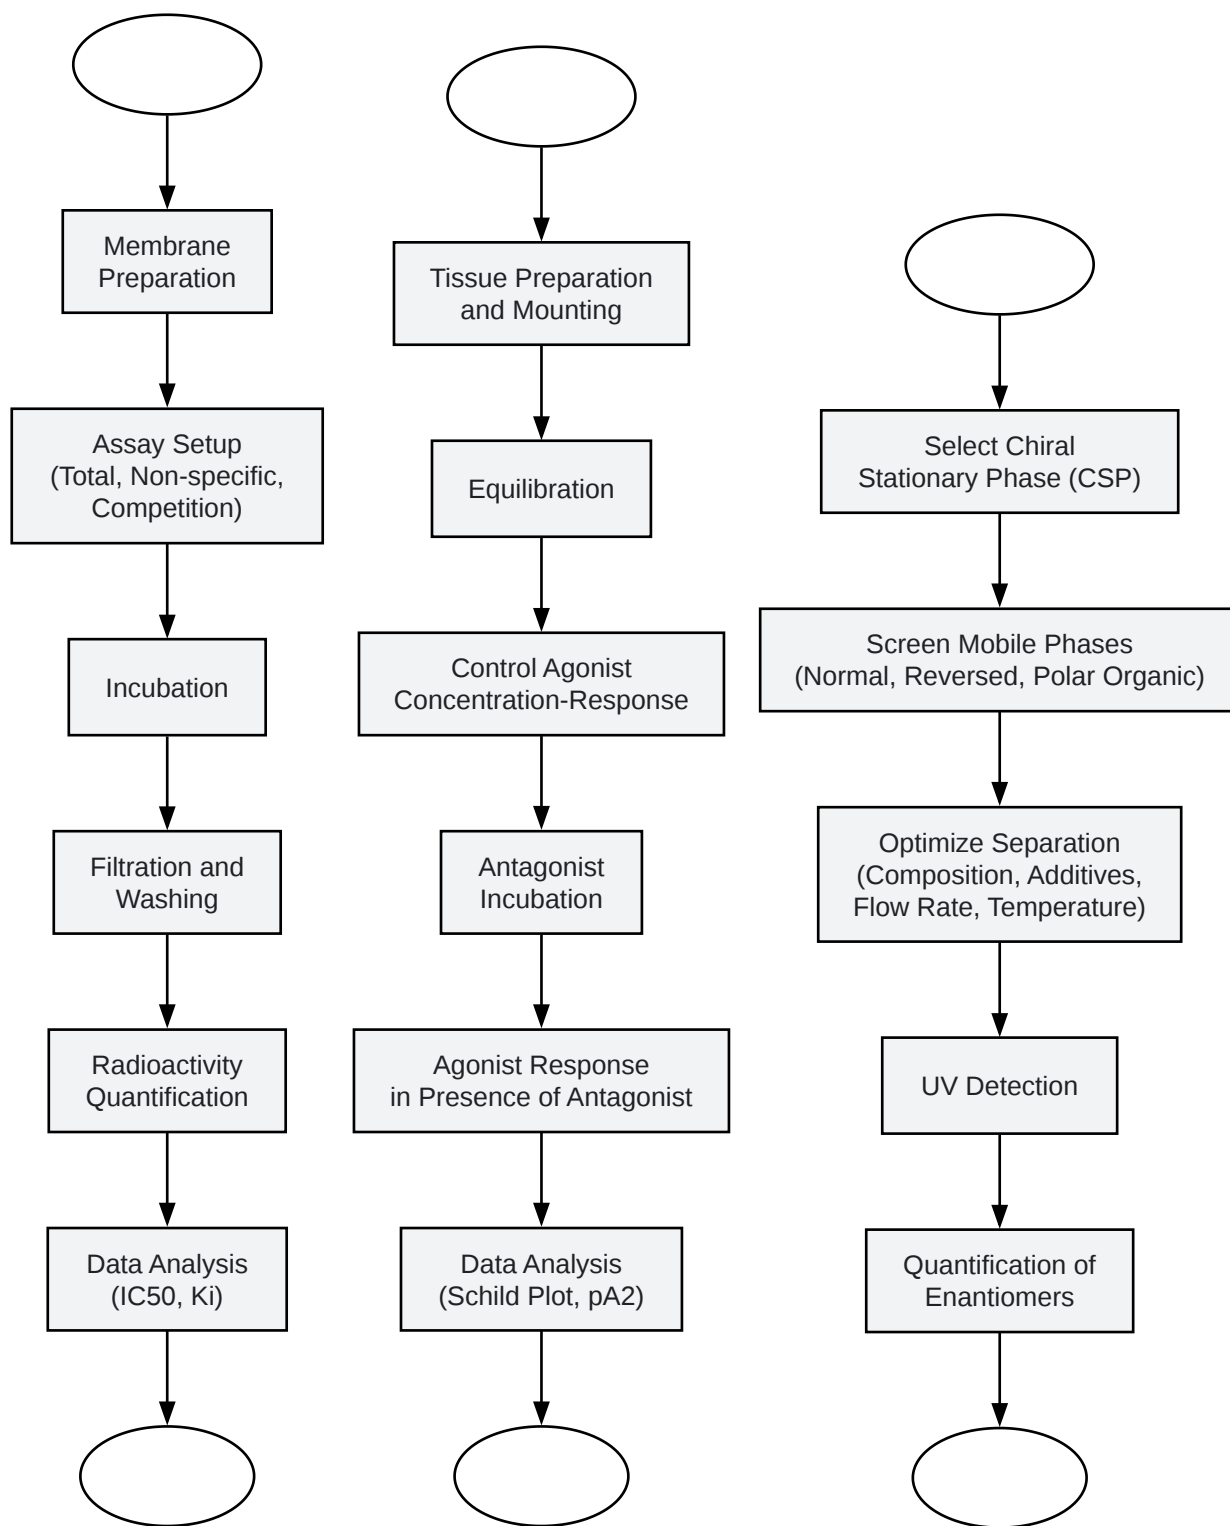 Membrane
Preparation
Assay Setup
(Total, Non-specific,
Competition)
Incubation
Filtration and
Washing
Radioactivity
Quantification
Data Analysis
(IC50, Ki)
Tissue Preparation
and Mounting
Equilibration
Control Agonist
Concentration-Response
Antagonist
Incubation
Agonist Response
in Presence of Antagonist
Data Analysis
(Schild Plot, pA2)
Select Chiral
Stationary Phase (CSP)
Screen Mobile Phases
(Normal, Reversed, Polar Organic)
Optimize Separation
(Composition, Additives,
Flow Rate, Temperature)
UV Detection
Quantification of
Enantiomers